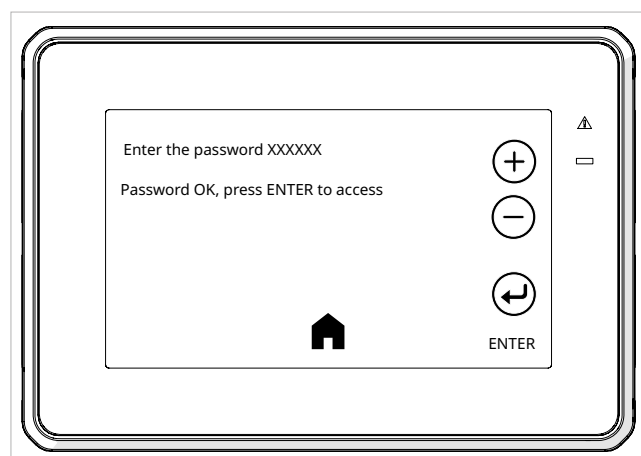 Enter the password XXXXXX
Password OK, press ENTER to access
ENTER